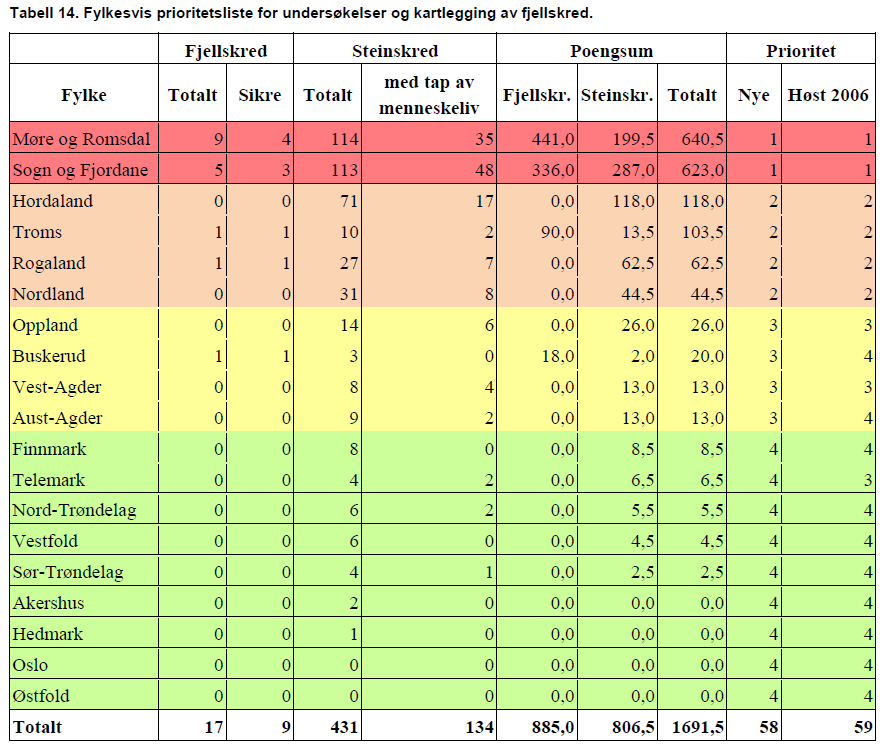 Tabell 14. Fylkesvis prioritetsliste for undersøkelser og kartlegging av fjellskred.
Fjellskred Steinskred Poengsum Prioritet
Fylke Totalt Sikre Totalt med tap av menneskeliv Fjellskr. Steinskr. Totalt Nye Høst 2006
Møre og Romsdal 9 4 114 35 441,0 199,5 640,5 1 1
Sogn og Fjordane 5 3 113 48 336,0 287,0 623,0 1 1
Hordaland 0 0 71 17 0,0 118,0 118,0 2 2
Troms 1 1 10 2 90,0 13,5 103,5 2 2
Rogaland 1 1 27 7 0,0 62,5 62,5 2 2
Nordland 0 0 31 8 0,0 44,5 44,5 2 2
Oppland 0 0 14 6 0,0 26,0 26,0 3 3
Buskerud 1 1 3 0 18,0 2,0 20,0 3 4
Vest-Agder 0 0 8 4 0,0 13,0 13,0 3 3
Aust-Agder 0 0 9 2 0,0 13,0 13,0 3 4
Finnmark 0 0 8 0 0,0 8,5 8,5 4 4
Telemark 0 0 4 2 0,0 6,5 6,5 4 3
Nord-Trøndelag 0 0 6 2 0,0 5,5 5,5 4 4
Vestfold 0 0 6 0 0,0 4,5 4,5 4 4
Sør-Trøndelag 0 0 4 1 0,0 2,5 2,5 4 4
Akershus 0 0 2 0 0,0 0,0 0,0 4 4
Hedmark 0 0 1 0 0,0 0,0 0,0 4 4
Oslo 0 0 0 0 0,0 0,0 0,0 4 4
Østfold 0 0 0 0 0,0 0,0 0,0 4 4
Totalt 17 9 431 134 885,0 806,5 1691,5 58 59